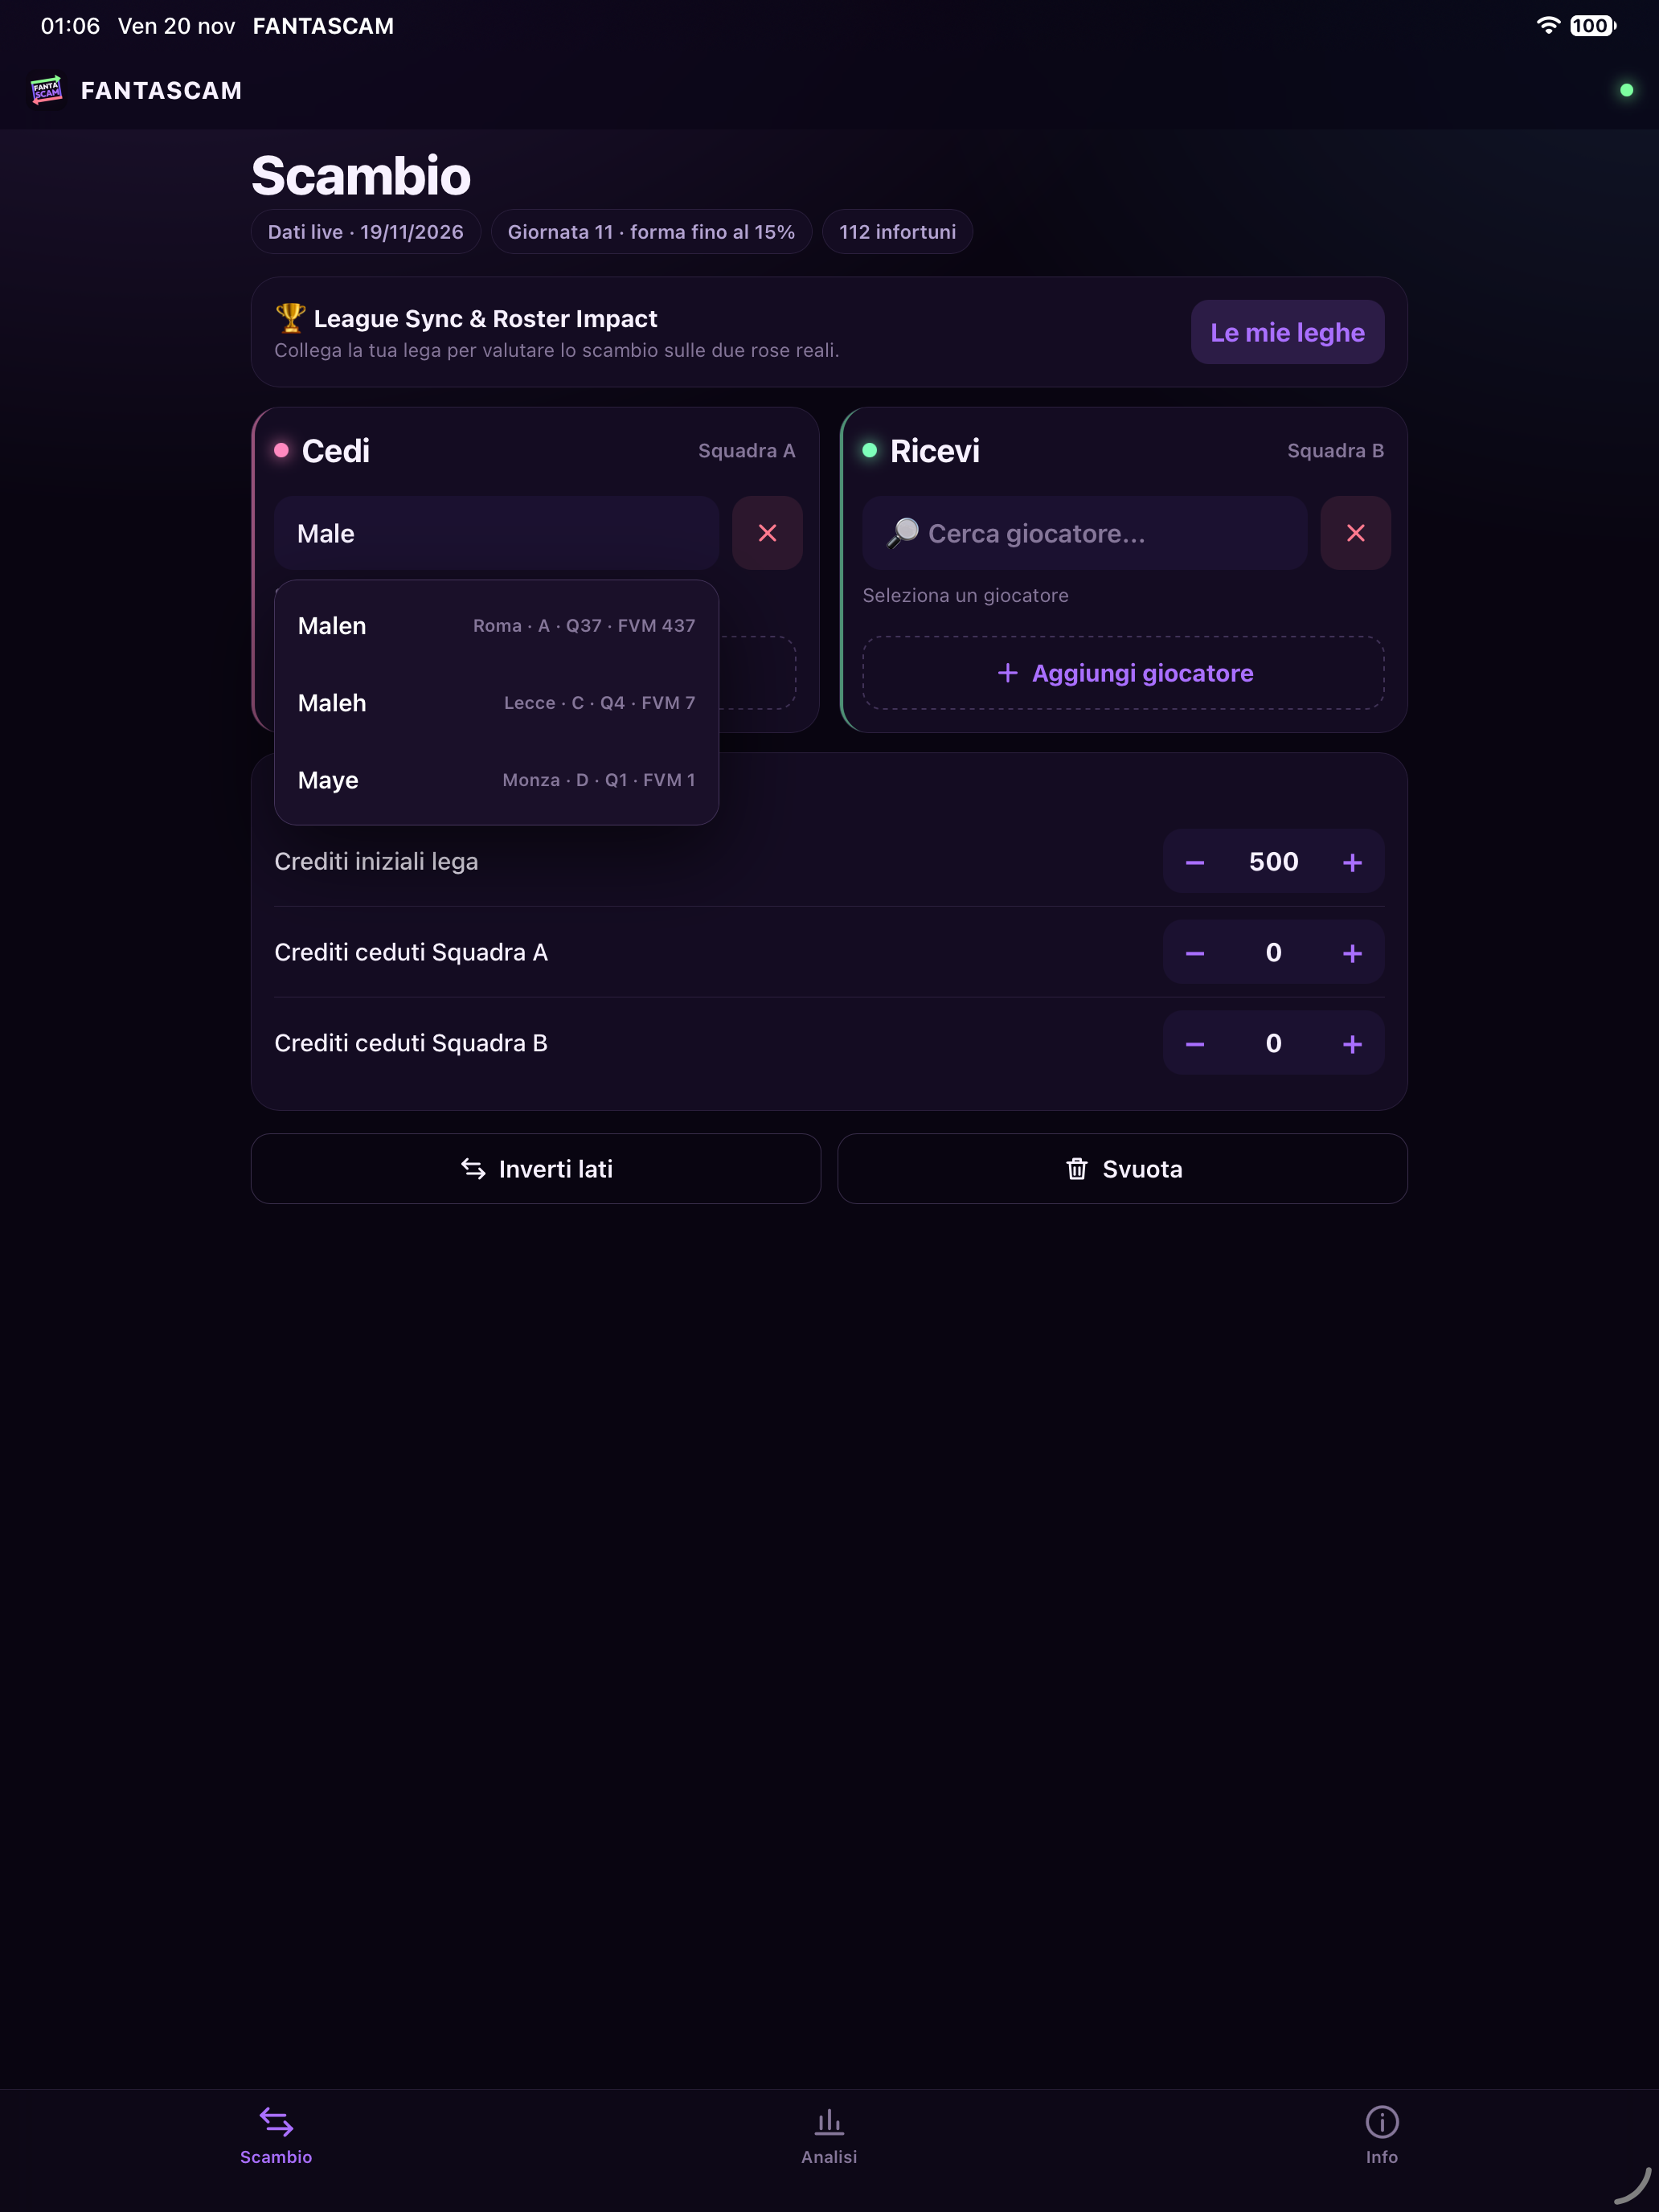 01:06 Ven 20 nov FANTASCAM 100
FANTA SCAM FANTASCAM
Scambio
Dati live · 19/11/2026 Giornata 11 · forma fino al 15% 112 infortuni
🏆 League Sync & Roster Impact
Collega la tua lega per valutare lo scambio sulle due rose reali.
Le mie leghe
Cedi Squadra A
Male
Malen Roma · A · Q37 · FVM 437
Maleh Lecce · C · Q4 · FVM 7
Maye Monza · D · Q1 · FVM 1
Ricevi Squadra B
🔎 Cerca giocatore...
Seleziona un giocatore
+ Aggiungi giocatore
Crediti iniziali lega − 500 +
Crediti ceduti Squadra A − 0 +
Crediti ceduti Squadra B − 0 +
Inverti lati Svuota
Scambio Analisi Info